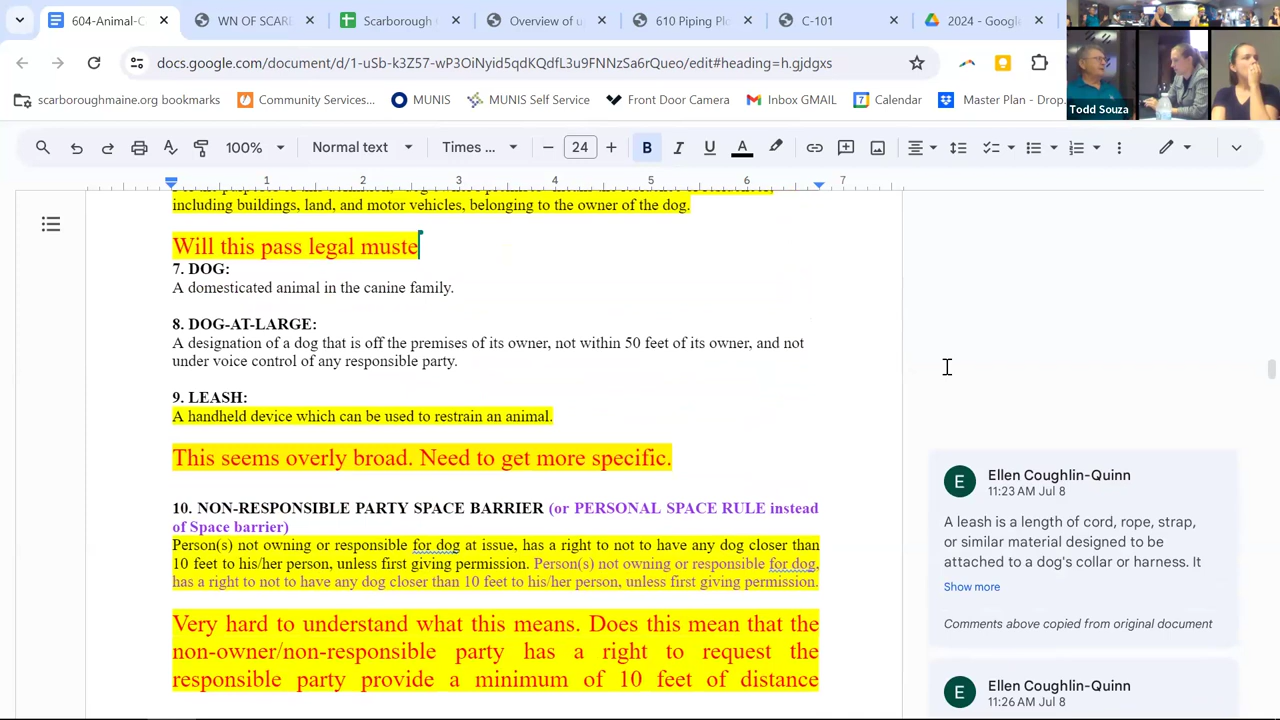 604-Animal-C
WN OF SCAR
Scarborough
Overview of u
610 Piping Plo
C-101
2024 - Google
docs.google.com/document/d/1-uSb-k3Z57-wP3OiNyid5qdKQdfL3u9FNNzSa6rQueo/edit#heading=h.gjdgxs
scarboroughmaine.org bookmarks
Community Services...
MUNIS
MUNIS Self Service
Front Door Camera
Inbox GMAIL
7 Calendar
Master Plan - Drop...
Todd Souza
100%
Normal text
Times ...
24
B I U A
1 2 3 4 5 6 7
including buildings, land, and motor vehicles, belonging to the owner of the dog.
Will this pass legal muste
7. DOG:
A domesticated animal in the canine family.
8. DOG-AT-LARGE:
A designation of a dog that is off the premises of its owner, not within 50 feet of its owner, and not
under voice control of any responsible party.
9. LEASH:
A handheld device which can be used to restrain an animal.
This seems overly broad. Need to get more specific.
10. NON-RESPONSIBLE PARTY SPACE BARRIER (or PERSONAL SPACE RULE instead
of Space barrier)
Person(s) not owning or responsible for dog at issue, has a right to not to have any dog closer than
10 feet to his/her person, unless first giving permission. Person(s) not owning or responsible for dog,
has a right to not to have any dog closer than 10 feet to his/her person, unless first giving permission.
Very hard to understand what this means. Does this mean that the
non-owner/non-responsible party has a right to request the
responsible party provide a minimum of 10 feet of distance
E
Ellen Coughlin-Quinn
11:23 AM Jul 8
A leash is a length of cord, rope, strap,
or similar material designed to be
attached to a dog's collar or harness. It
Show more
Comments above copied from original document
E
Ellen Coughlin-Quinn
11:26 AM Jul 8